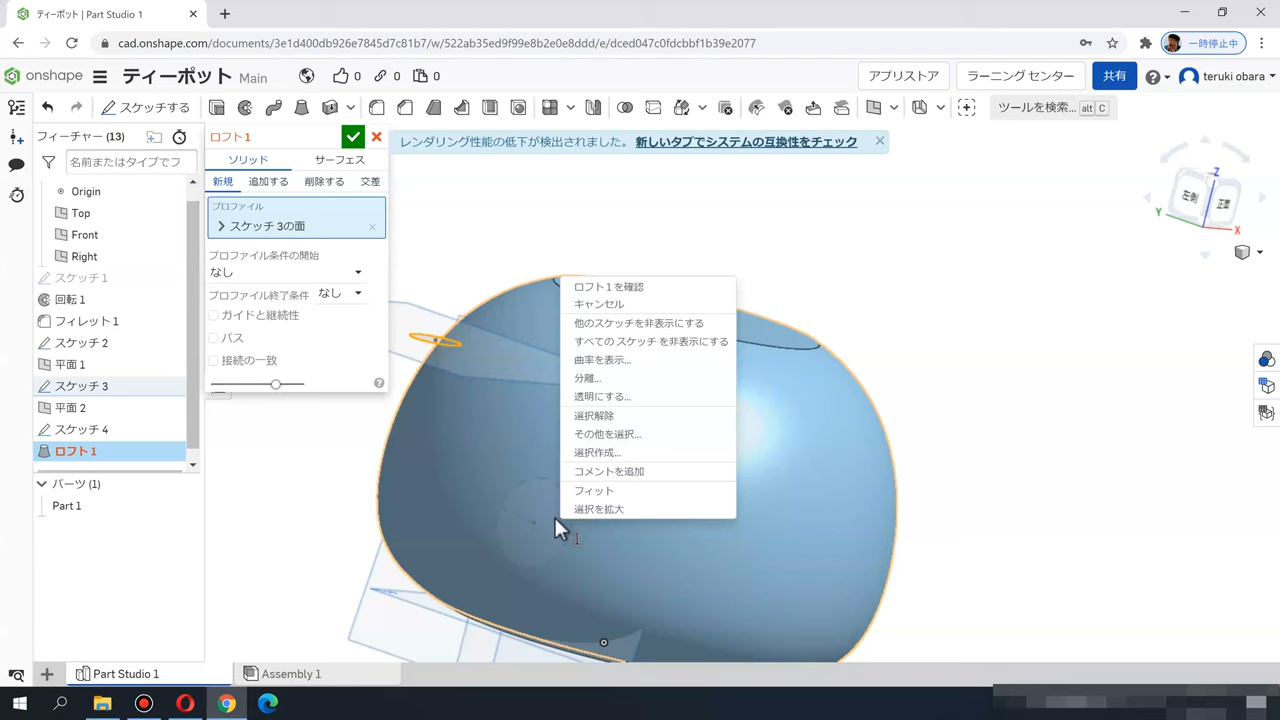 ティーポット | Part Studio 1
cad.onshape.com/documents/3e1d400db926e7845d7c81b7/w/522b35edfc5aea8b2e0e8ddd/e/dced047c0fdcbbf1b39e2077
一時停止中
onshape
ティーポット Main
0
0
0
アプリストア
ラーニング センター
共有
teruki obara
スケッチする
ツールを検索... alt C
フィーチャー (13)
名前またはタイプでフ
Origin
Top
Front
Right
スケッチ 1
回転 1
フィレット 1
スケッチ 2
平面 1
スケッチ 3
平面 2
スケッチ 4
ロフト 1
パーツ (1)
Part 1
ロフト 1
ソリッド
サーフェス
新規
追加する
削除する
交差
プロファイル
スケッチ 3の面
プロファイル条件の開始
なし
プロファイル終了条件 なし
ガイドと継続性
パス
接続の一致
レンダリング性能の低下が検出されました。 新しいタブでシステムの互換性をチェック
左側
正面
Z
Y
X
ロフト 1 を確認
キャンセル
他のスケッチを非表示にする
すべての スケッチ を非表示にする
曲率を表示...
分離...
透明にする...
選択解除
その他を選択...
選択作成...
コメントを追加
フィット
選択を拡大
1
Part Studio 1
Assembly 1